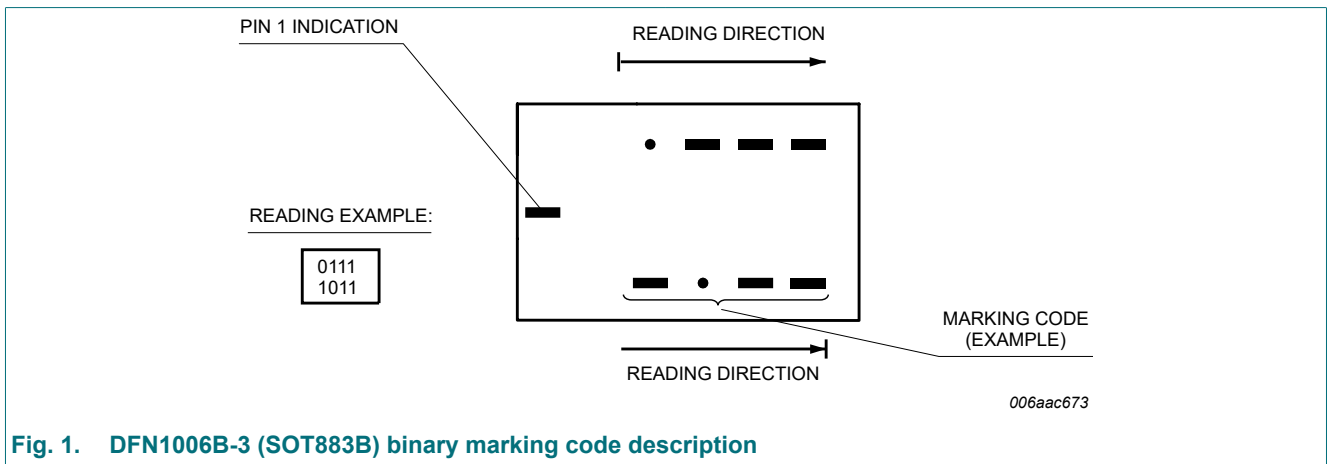 PIN 1 INDICATION
READING DIRECTION
READING EXAMPLE:
0111
1011
MARKING CODE
(EXAMPLE)
READING DIRECTION
006aac673
Fig. 1. DFN1006B-3 (SOT883B) binary marking code description